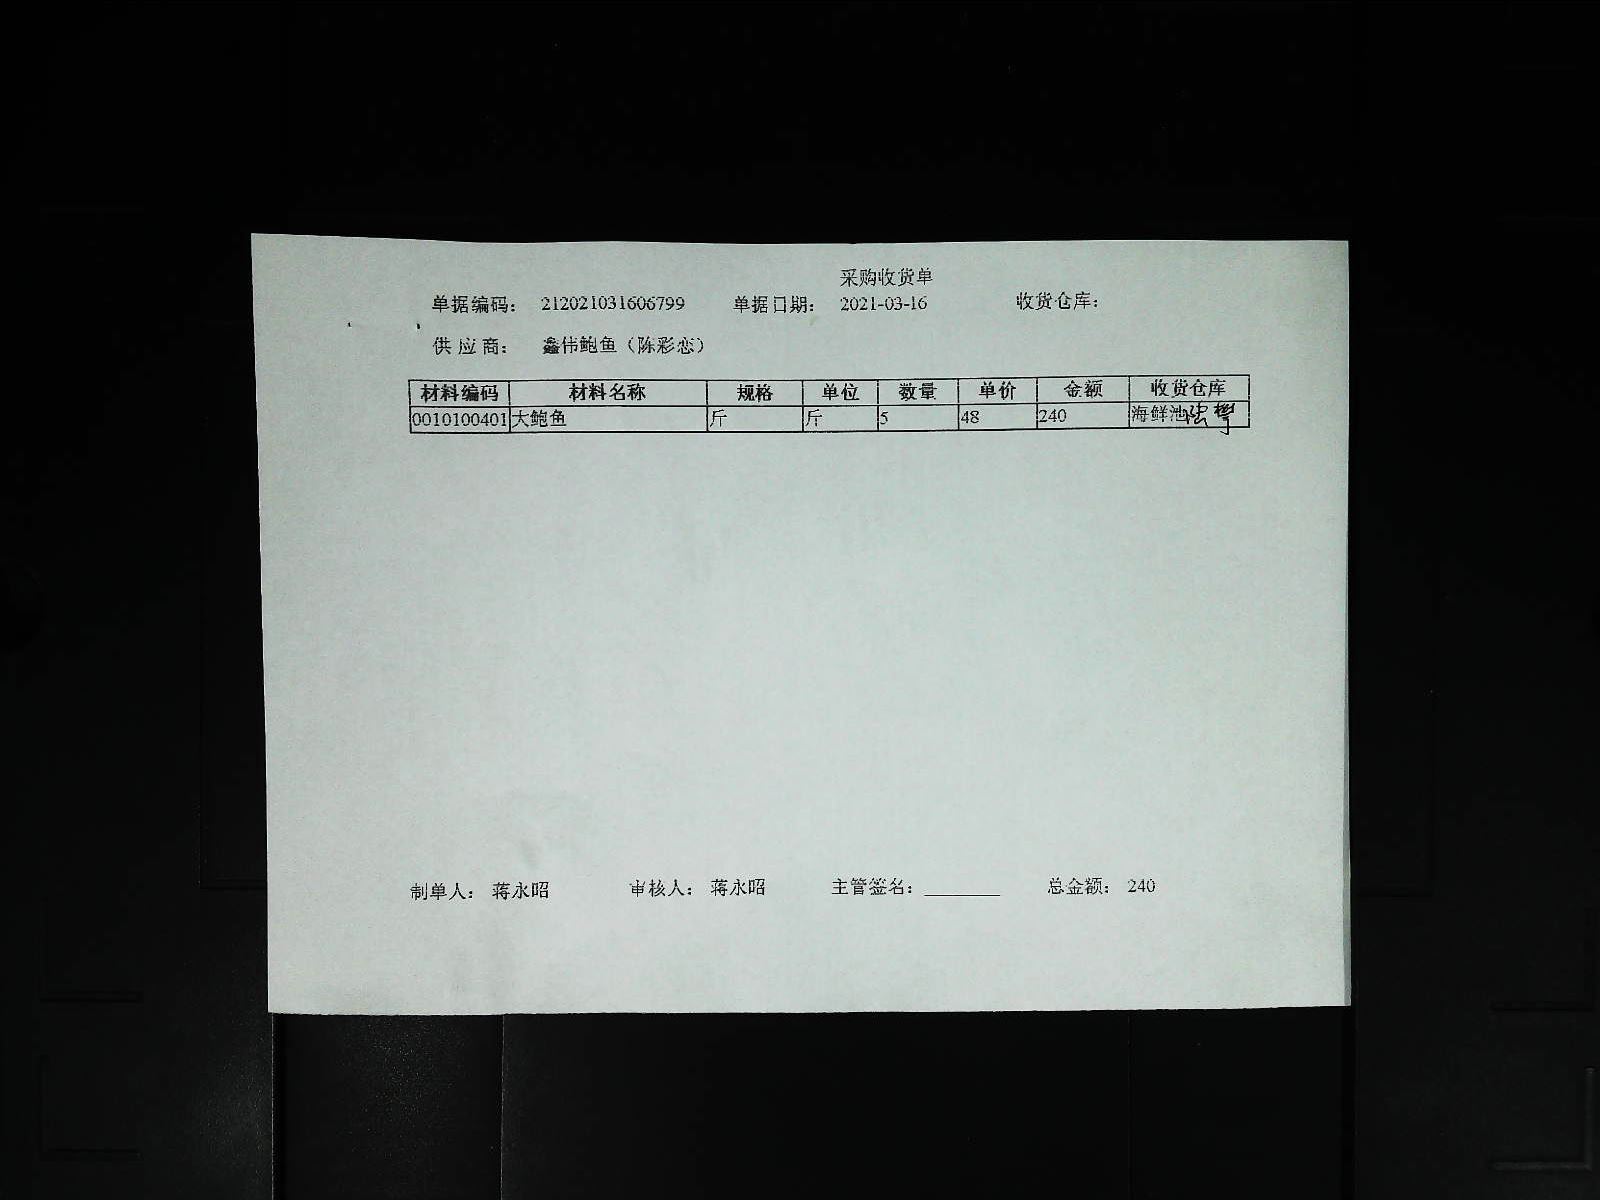 采购收货单
单据编码： 212021031606799 单据日期： 2021-03-16 收货仓库：
供 应 商： 鑫伟鲍鱼（陈彩恋）
材料编码 材料名称 规格 单位 数量 单价 金额 收货仓库
0010100401 大鲍鱼 斤 斤 5 48 240 海鲜池
制单人： 蒋永昭 审核人： 蒋永昭 主管签名：________ 总金额： 240